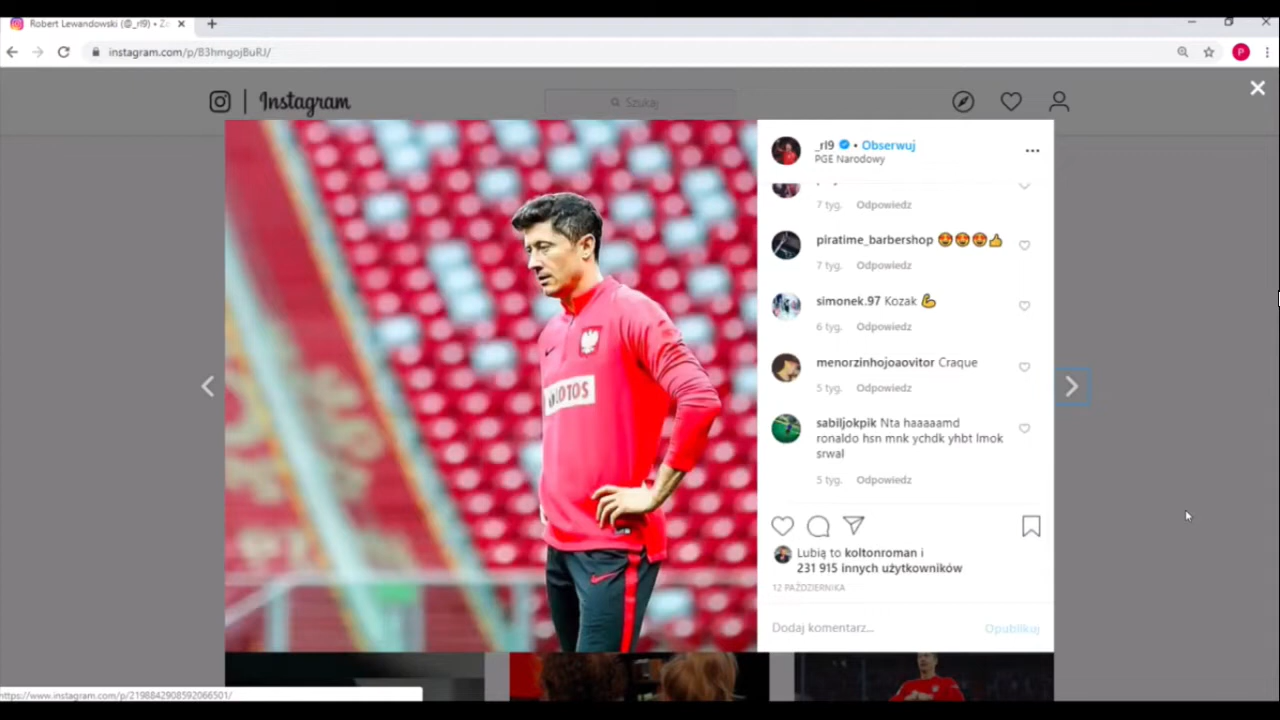 Robert Lewandowski (@_rl9) •
instagram.com/p/B3hmgojBuRJ/
P
Instagram
Szukaj
_rl9 • Obserwuj
PGE Narodowy
7 tyg. Odpowiedz
piratime_barbershop 😍😍😍👍
7 tyg. Odpowiedz
simonek.97 Kozak 💪
6 tyg. Odpowiedz
menorzinhojoaovitor Craque
5 tyg. Odpowiedz
sabiljokpik Nta haaaaamd
ronaldo hsn mnk ychdk yhbt lmok
srwal
5 tyg. Odpowiedz
LOTOS
Lubią to koltonroman i
231 915 innych użytkowników
12 PAŹDZIERNIKA
Dodaj komentarz...
Opublikuj
https://www.instagram.com/p/2198842908592066501/